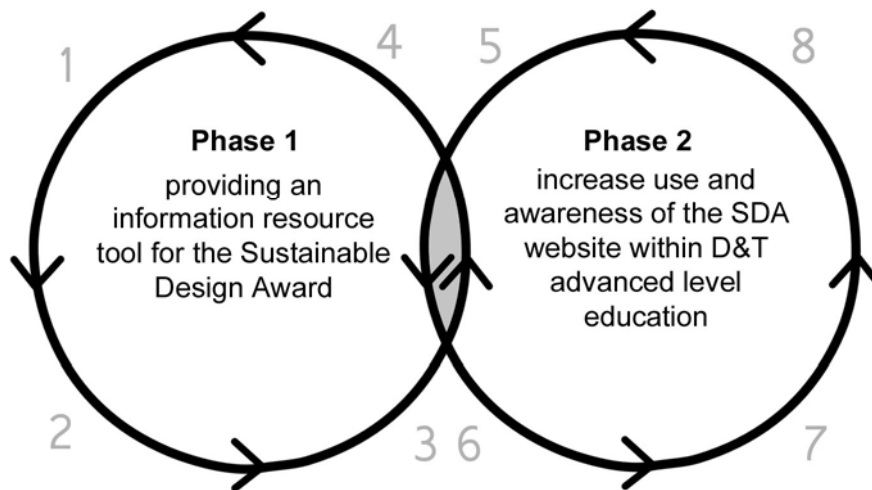 1
4
5
8
Phase 1
providing an
information resource
tool for the Sustainable
Design Award
Phase 2
increase use and
awareness of the SDA
website within D&T
advanced level
education
2
3
6
7